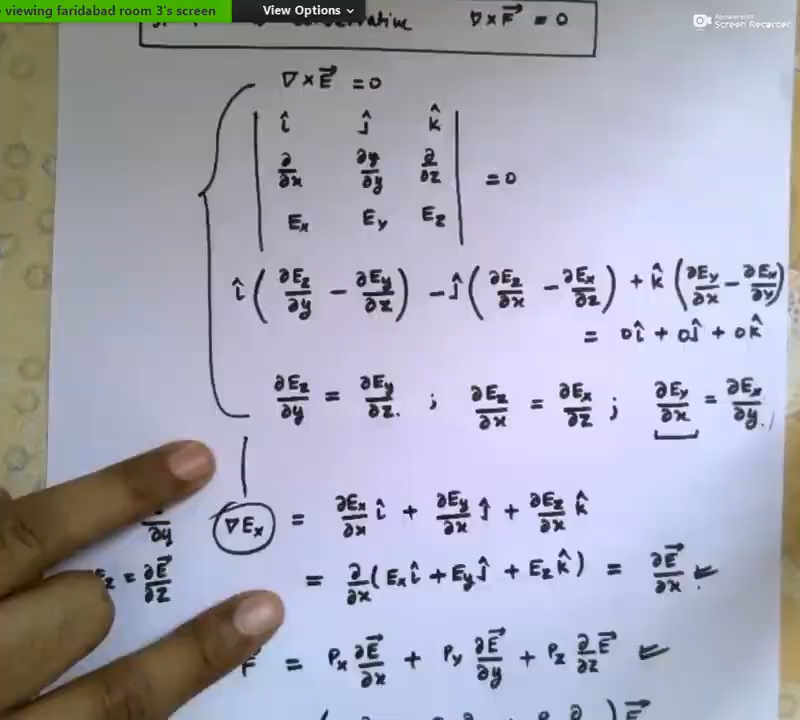 viewing faridabad room 3's screen View Options
Apowersoft
Screen Recorder
∇ × F⃗ = 0
∇ × E⃗ = 0
î ĵ k̂
∂/∂x ∂y/∂y ∂/∂z = 0
Ex Ey Ez
î (∂Ez/∂y − ∂Ey/∂z) − ĵ (∂Ez/∂x − ∂Ex/∂z) + k̂ (∂Ey/∂x − ∂Ex/∂y)
= 0î + 0ĵ + 0k̂
∂Ez/∂y = ∂Ey/∂z . ; ∂Ez/∂x = ∂Ex/∂z ; ∂Ey/∂x = ∂Ex/∂y .
∂y ∇Ex = ∂Ex/∂x î + ∂Ey/∂x ĵ + ∂Ez/∂x k̂
z = ∂E⃗/∂z = ∂/∂x (Ex î + Ey ĵ + Ez k̂) = ∂E⃗/∂x .
F⃗ = Px ∂E⃗/∂x + Py ∂E⃗/∂y + Pz ∂/∂z E⃗
) E⃗